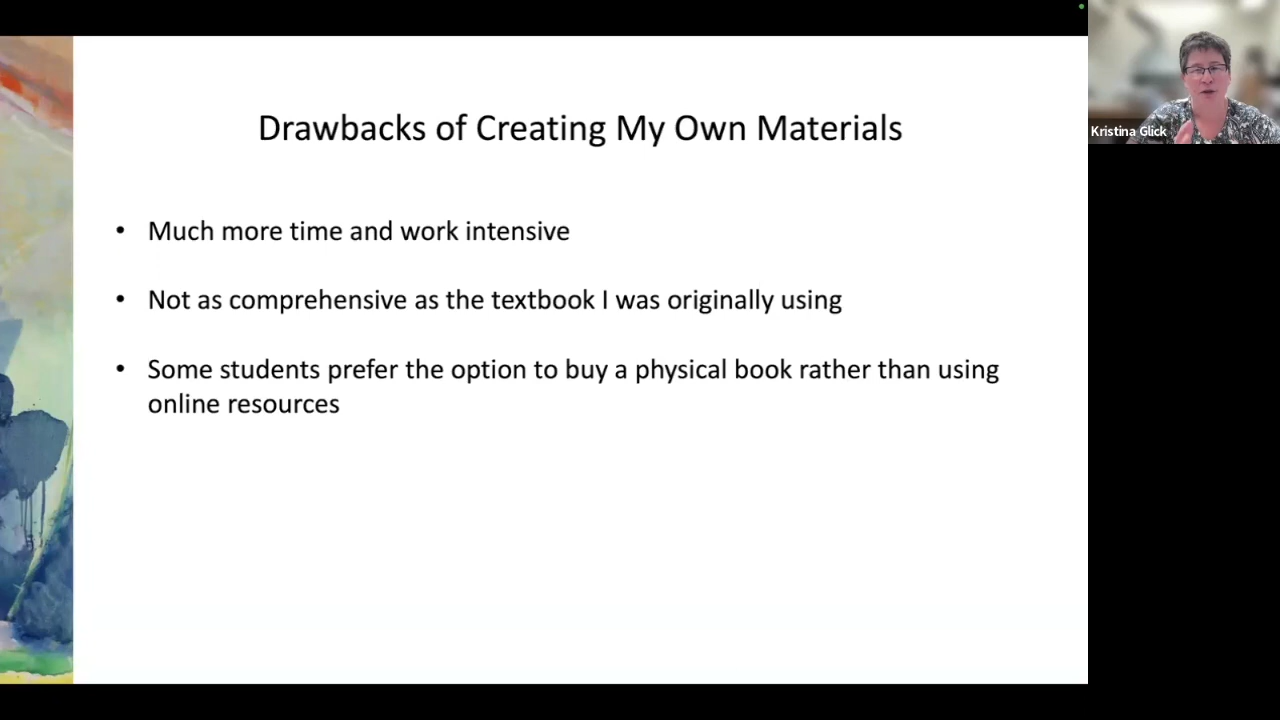 Drawbacks of Creating My Own Materials
• Much more time and work intensive
• Not as comprehensive as the textbook I was originally using
• Some students prefer the option to buy a physical book rather than using
online resources
Kristina Glick